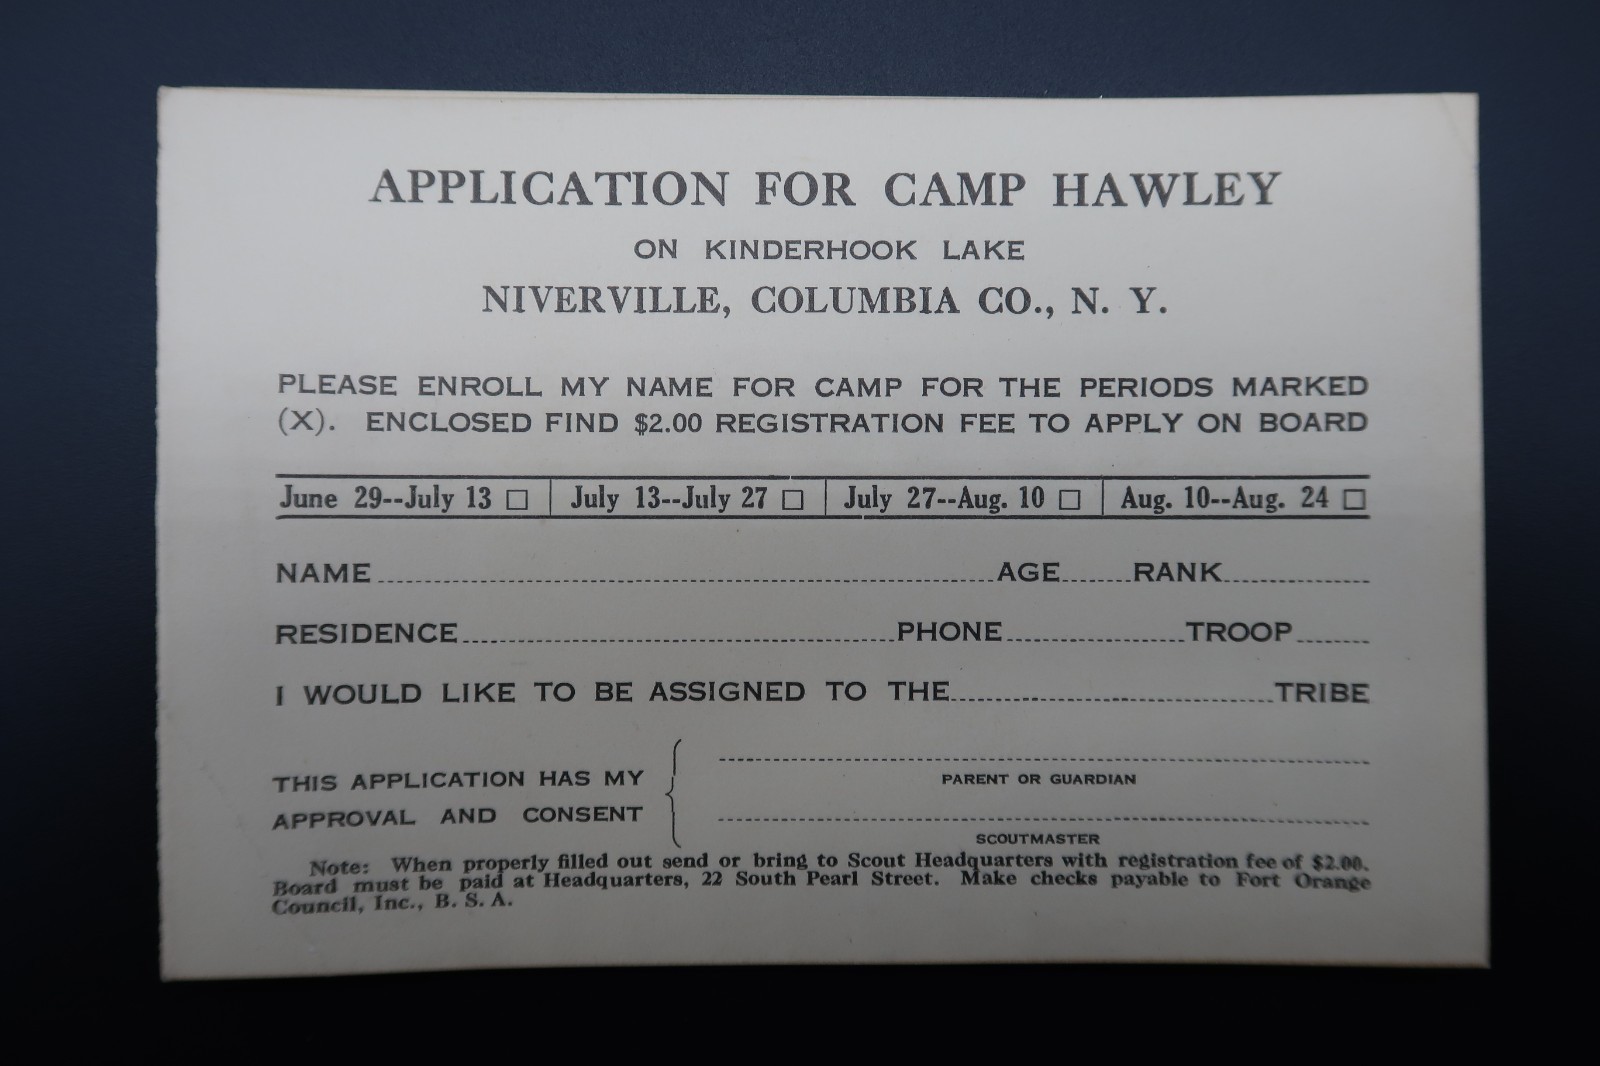 APPLICATION FOR CAMP HAWLEY
ON KINDERHOOK LAKE
NIVERVILLE, COLUMBIA CO., N. Y.
PLEASE ENROLL MY NAME FOR CAMP FOR THE PERIODS MARKED
(X). ENCLOSED FIND $2.00 REGISTRATION FEE TO APPLY ON BOARD
June 29--July 13 □ | July 13--July 27 □ | July 27--Aug. 10 □ | Aug. 10--Aug. 24 □
NAME AGE RANK
RESIDENCE PHONE TROOP
I WOULD LIKE TO BE ASSIGNED TO THE TRIBE
THIS APPLICATION HAS MY
APPROVAL AND CONSENT
PARENT OR GUARDIAN
SCOUTMASTER
Note: When properly filled out send or bring to Scout Headquarters with registration fee of $2.00.
Board must be paid at Headquarters, 22 South Pearl Street. Make checks payable to Fort Orange
Council, Inc., B. S. A.